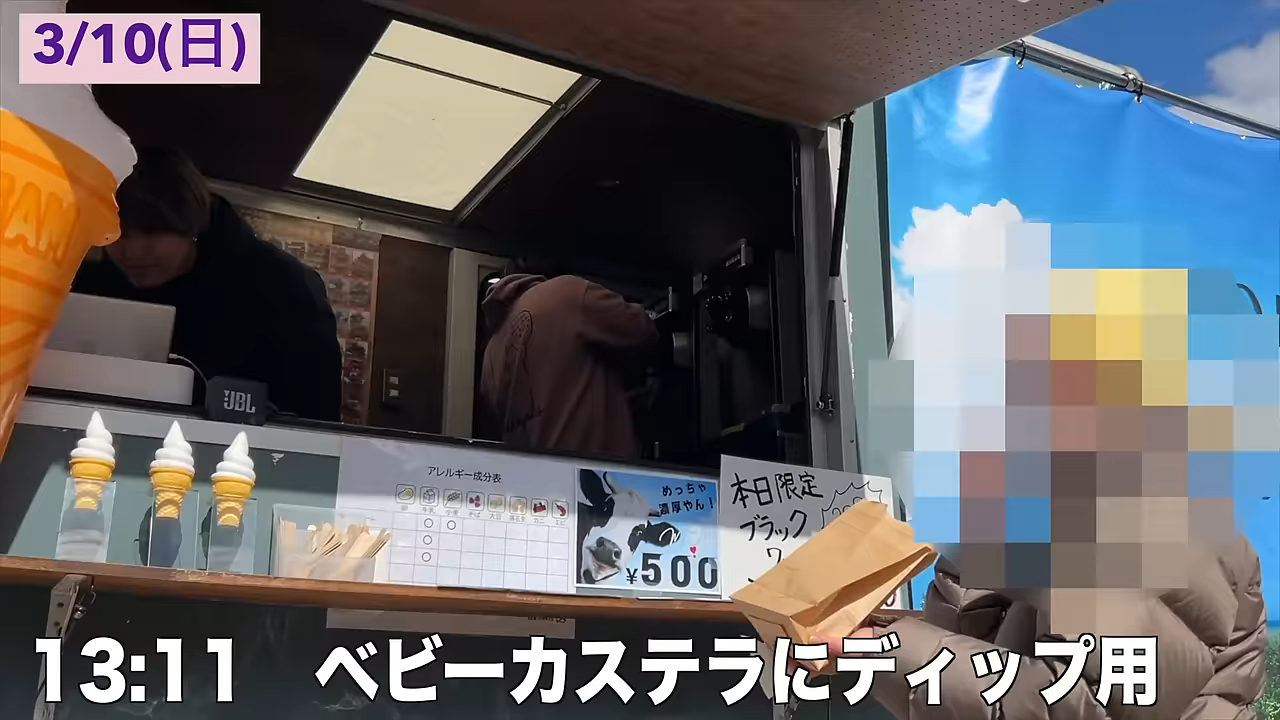 3/10(日)
JBL
アレルギー成分表
めっちゃ
濃厚やん!
¥500
本日限定
ブラック
13:11 ベビーカステラにディップ用